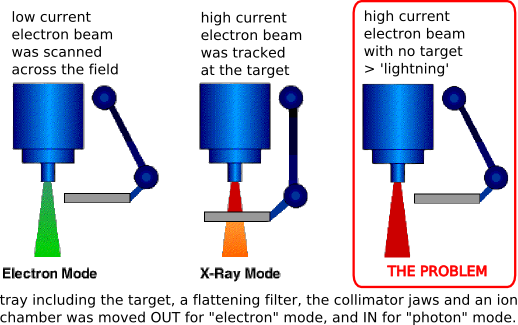 low current
electron beam
was scanned
across the field
high current
electron beam
was tracked
at the target
high current
electron beam
with no target
> 'lightning'
Electron Mode
X-Ray Mode
THE PROBLEM
tray including the target, a flattening filter, the collimator jaws and an ion
chamber was moved OUT for "electron" mode, and IN for "photon" mode.